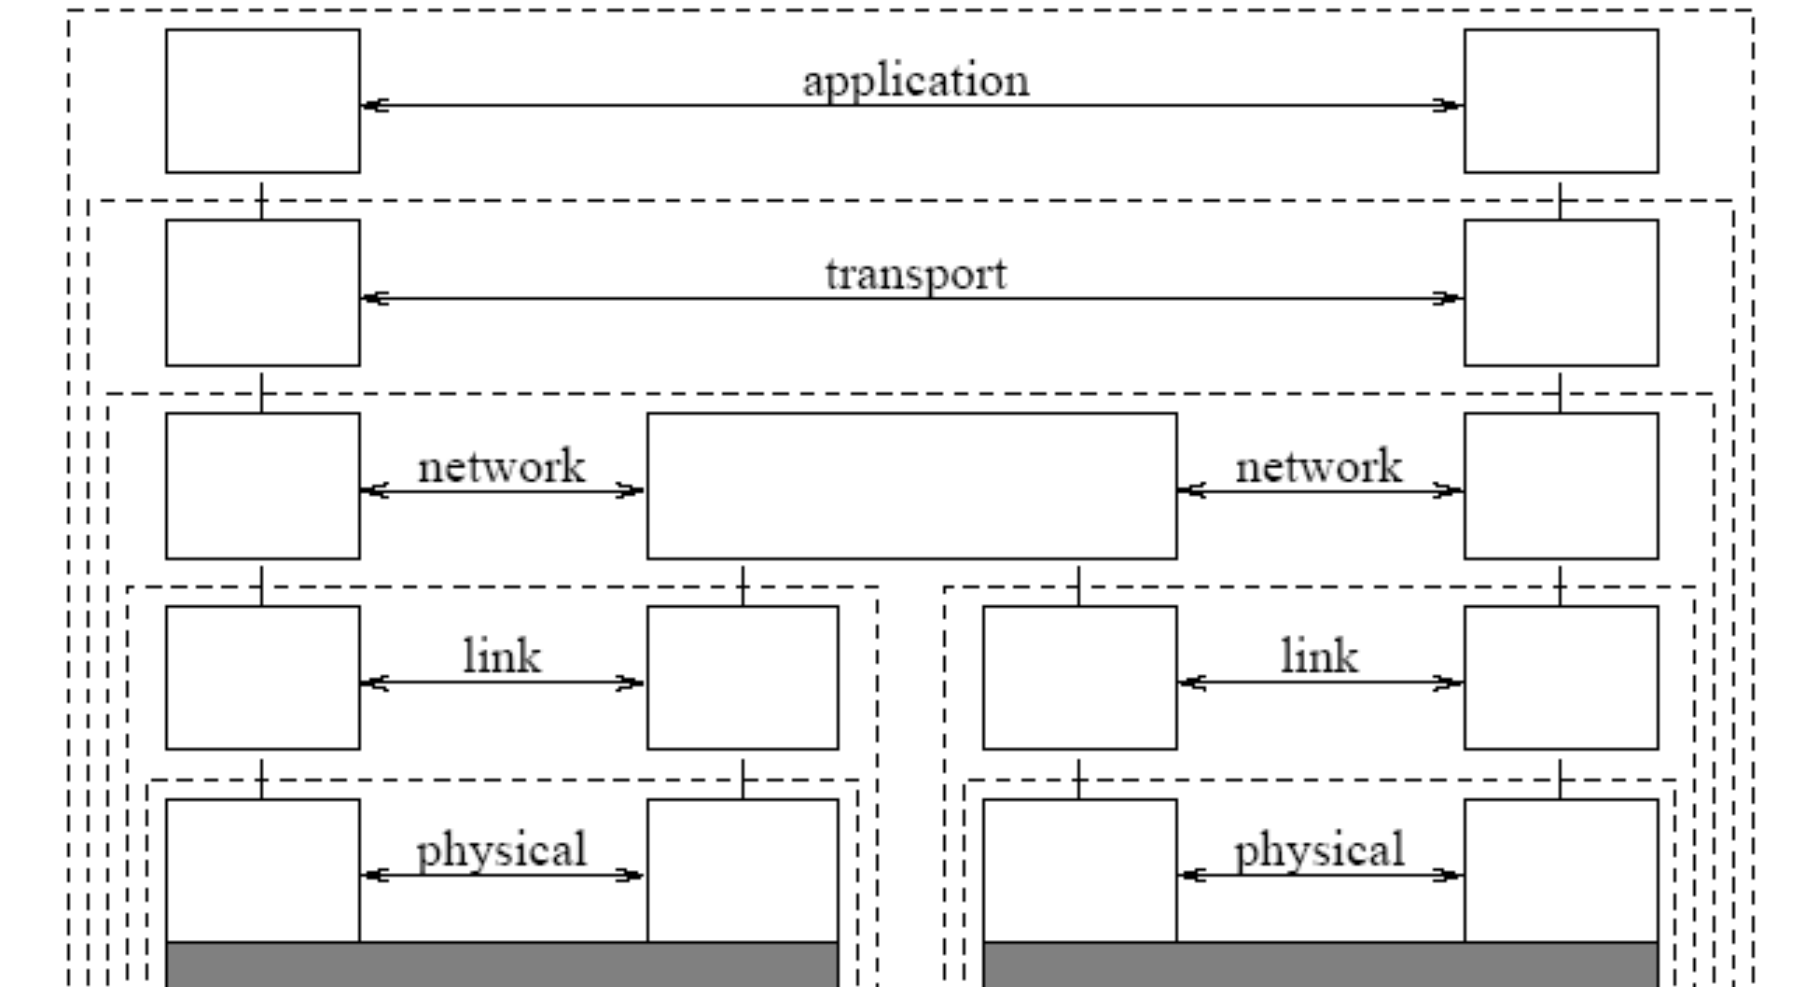 application
transport
network network
link link
physical physical